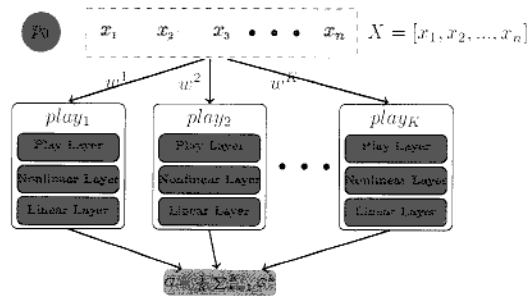 p₀ x₁ x₂ x₃ • • • xₙ X = [x₁, x₂, ..., xₙ]
w¹ w² wᴷ
play₁ play₂ play_K
Play Layer Play Layer Play Layer
Nonlinear Layer Nonlinear Layer • • • Nonlinear Layer
Linear Layer Linear Layer Linear Layer